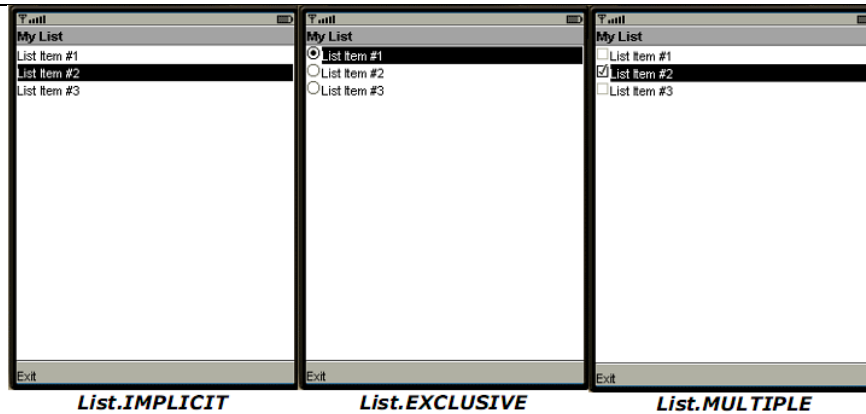 My List
List Item #1
List Item #2
List Item #3
Exit
List.IMPLICIT
My List
List Item #1
List Item #2
List Item #3
Exit
List.EXCLUSIVE
My List
List Item #1
List Item #2
List Item #3
Exit
List.MULTIPLE